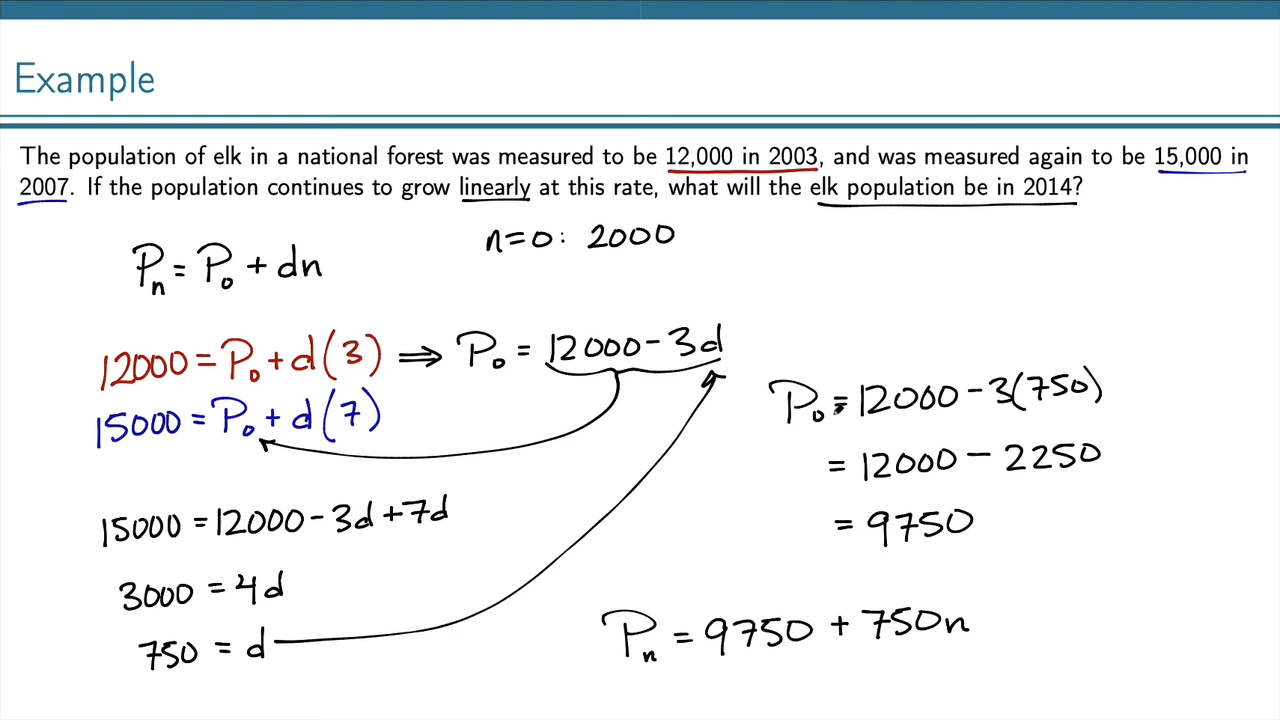 Example
The population of elk in a national forest was measured to be 12,000 in 2003, and was measured again to be 15,000 in
2007. If the population continues to grow linearly at this rate, what will the elk population be in 2014?
n=0: 2000
Pₙ = P₀ + dn
12000 = P₀ + d(3) ⇒ P₀ = 12000 - 3d
15000 = P₀ + d(7)
P₀ = 12000 - 3(750)
= 12000 - 2250
= 9750
15000 = 12000 - 3d + 7d
3000 = 4d
750 = d
Pₙ = 9750 + 750n